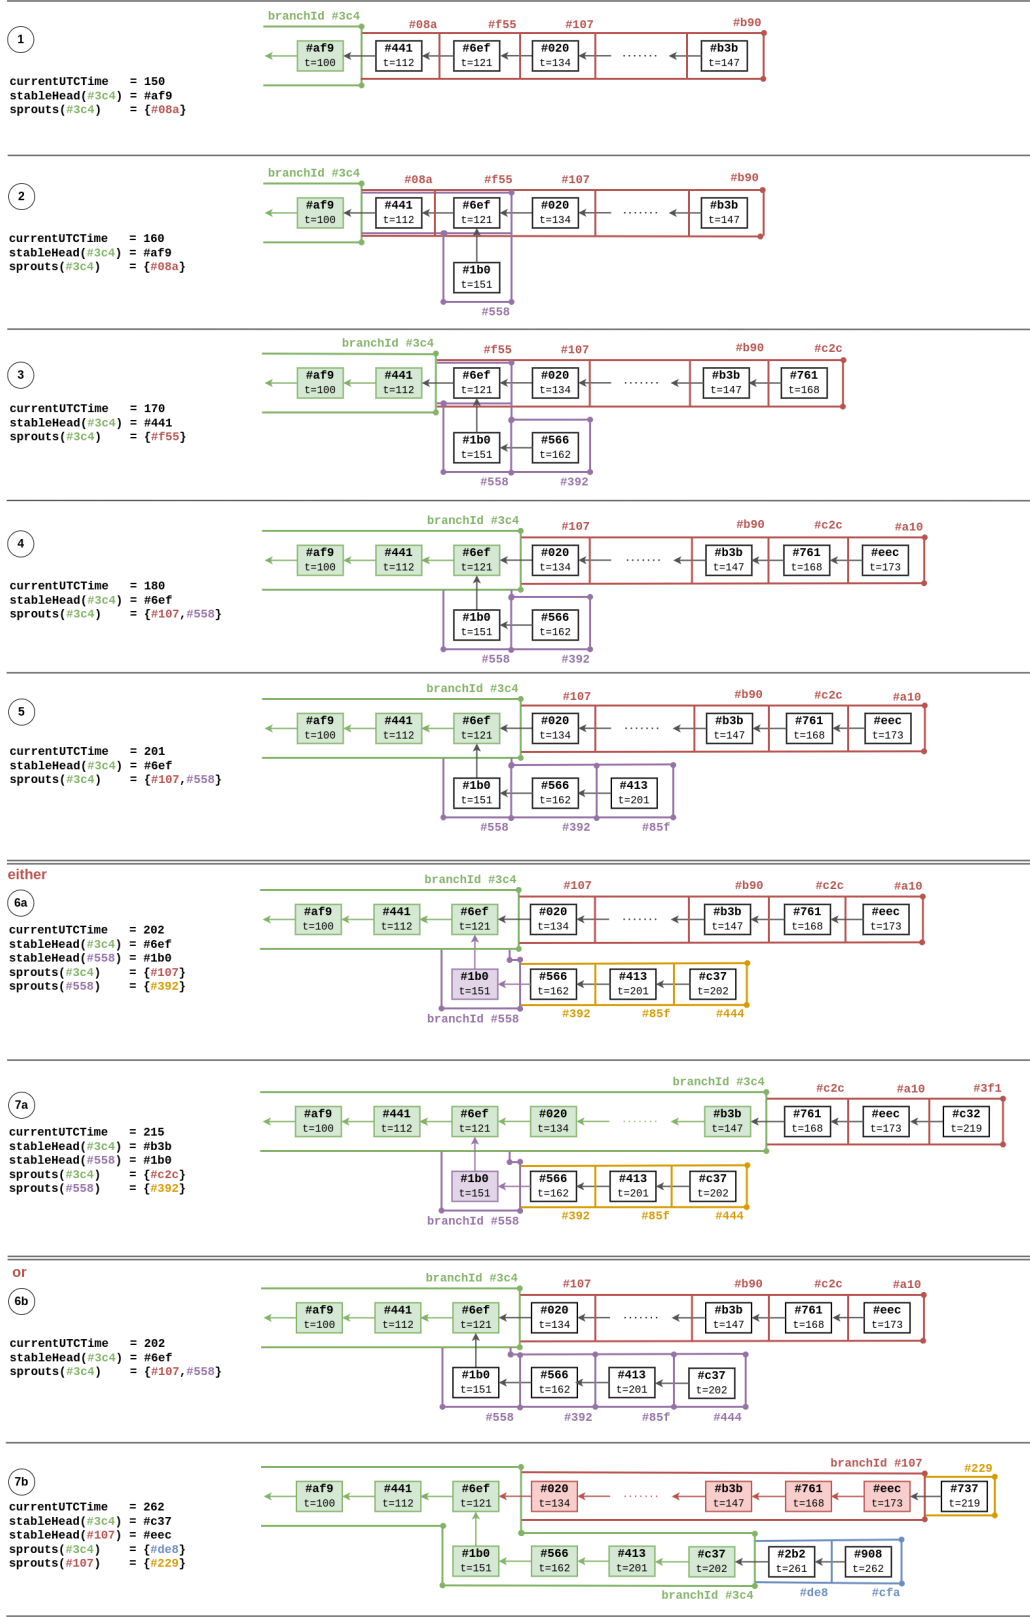 branchId #3c4
#08a #f55 #107 #b90
1
#af9 #441 #6ef #020 ....... #b3b
t=100 t=112 t=121 t=134 t=147
currentUTCTime = 150
stableHead(#3c4) = #af9
sprouts(#3c4) = {#08a}
branchId #3c4
#08a #f55 #107 #b90
2
#af9 #441 #6ef #020 ....... #b3b
t=100 t=112 t=121 t=134 t=147
currentUTCTime = 160
stableHead(#3c4) = #af9
sprouts(#3c4) = {#08a}
#1b0
t=151
#558
branchId #3c4
#f55 #107 #b90 #c2c
3
#af9 #441 #6ef #020 ....... #b3b #761
t=100 t=112 t=121 t=134 t=147 t=168
currentUTCTime = 170
stableHead(#3c4) = #441
sprouts(#3c4) = {#f55}
#1b0 #566
t=151 t=162
#558 #392
branchId #3c4
#107 #b90 #c2c #a10
4
#af9 #441 #6ef #020 ....... #b3b #761 #eec
t=100 t=112 t=121 t=134 t=147 t=168 t=173
currentUTCTime = 180
stableHead(#3c4) = #6ef
sprouts(#3c4) = {#107,#558}
#1b0 #566
t=151 t=162
#558 #392
branchId #3c4
#107 #b90 #c2c #a10
5
#af9 #441 #6ef #020 ....... #b3b #761 #eec
t=100 t=112 t=121 t=134 t=147 t=168 t=173
currentUTCTime = 201
stableHead(#3c4) = #6ef
sprouts(#3c4) = {#107,#558}
#1b0 #566 #413
t=151 t=162 t=201
#558 #392 #85f
either
branchId #3c4
#107 #b90 #c2c #a10
6a
#af9 #441 #6ef #020 ....... #b3b #761 #eec
t=100 t=112 t=121 t=134 t=147 t=168 t=173
currentUTCTime = 202
stableHead(#3c4) = #6ef
stableHead(#558) = #1b0
sprouts(#3c4) = {#107}
sprouts(#558) = {#392}
#1b0 #566 #413 #c37
t=151 t=162 t=201 t=202
branchId #558 #392 #85f #444
branchId #3c4
#c2c #a10 #3f1
7a
#af9 #441 #6ef #020 ....... #b3b #761 #eec #c32
t=100 t=112 t=121 t=134 t=147 t=168 t=173 t=219
currentUTCTime = 215
stableHead(#3c4) = #b3b
stableHead(#558) = #1b0
sprouts(#3c4) = {#c2c}
sprouts(#558) = {#392}
#1b0 #566 #413 #c37
t=151 t=162 t=201 t=202
branchId #558 #392 #85f #444
or
branchId #3c4
#107 #b90 #c2c #a10
6b
#af9 #441 #6ef #020 ....... #b3b #761 #eec
t=100 t=112 t=121 t=134 t=147 t=168 t=173
currentUTCTime = 202
stableHead(#3c4) = #6ef
sprouts(#3c4) = {#107,#558}
#1b0 #566 #413 #c37
t=151 t=162 t=201 t=202
#558 #392 #85f #444
branchId #107 #229
7b
#af9 #441 #6ef #020 ....... #b3b #761 #eec #737
t=100 t=112 t=121 t=134 t=147 t=168 t=173 t=219
currentUTCTime = 262
stableHead(#3c4) = #c37
stableHead(#107) = #eec
sprouts(#3c4) = {#de8}
sprouts(#107) = {#229}
#1b0 #566 #413 #c37 #2b2 #908
t=151 t=162 t=201 t=202 t=261 t=262
branchId #3c4 #de8 #cfa